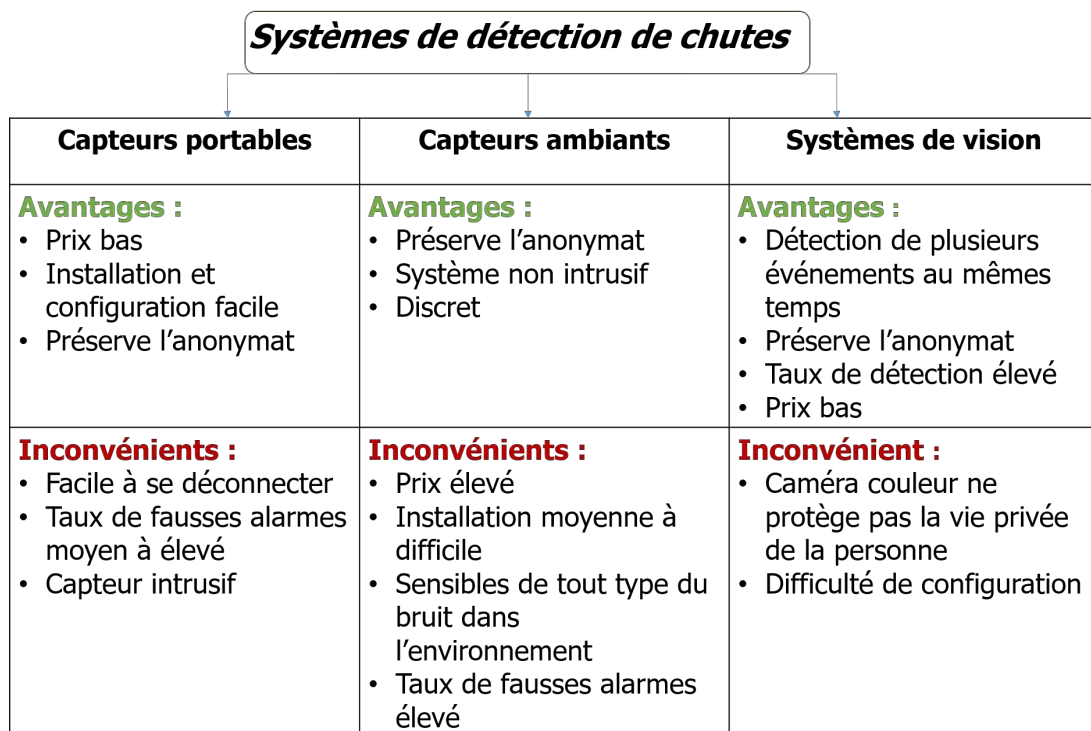 Systèmes de détection de chutes
Capteurs portables
Capteurs ambiants
Systèmes de vision
Avantages :
• Prix bas
• Installation et
configuration facile
• Préserve l'anonymat
Avantages :
• Préserve l'anonymat
• Système non intrusif
• Discret
Avantages :
• Détection de plusieurs
événements au mêmes
temps
• Préserve l'anonymat
• Taux de détection élevé
• Prix bas
Inconvénients :
• Facile à se déconnecter
• Taux de fausses alarmes
moyen à élevé
• Capteur intrusif
Inconvénients :
• Prix élevé
• Installation moyenne à
difficile
• Sensibles de tout type du
bruit dans
l'environnement
• Taux de fausses alarmes
élevé
Inconvénient :
• Caméra couleur ne
protège pas la vie privée
de la personne
• Difficulté de configuration